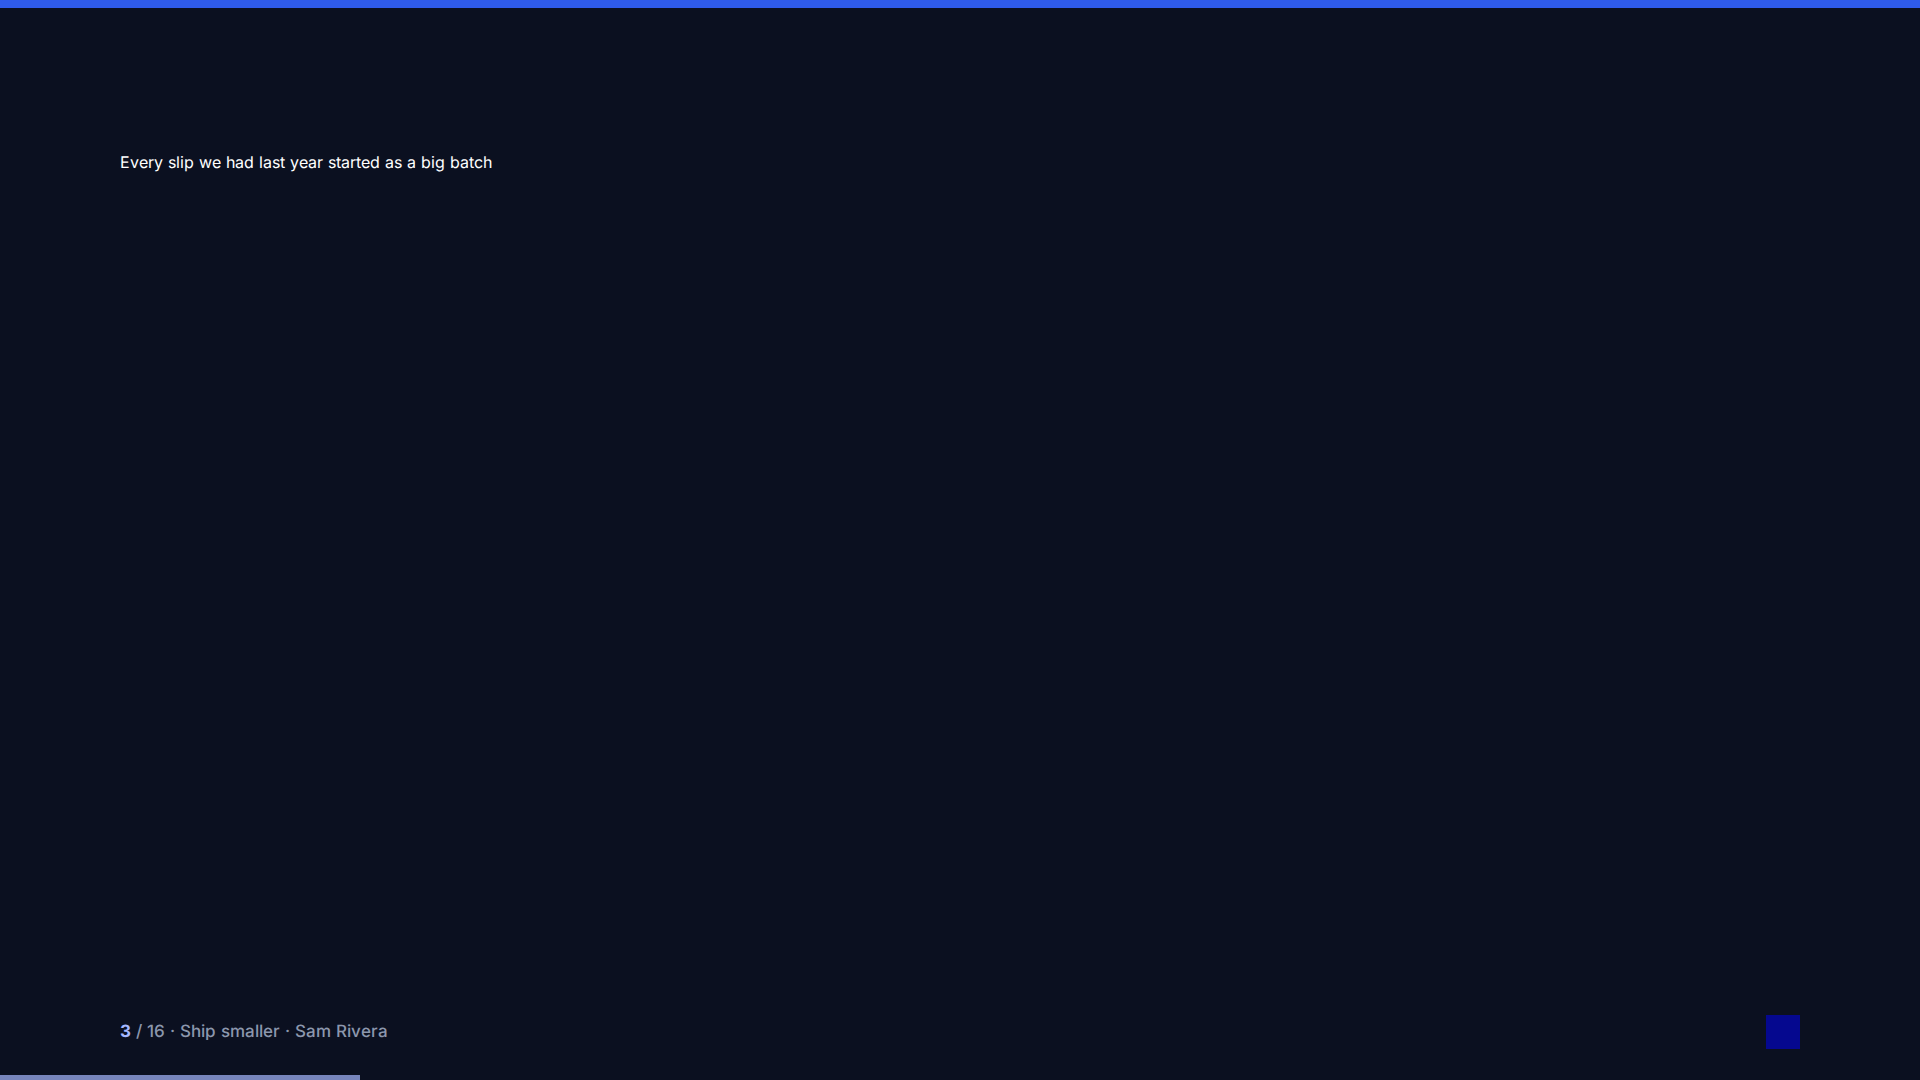 Every slip we had last year started as a big batch
3 / 16 · Ship smaller · Sam Rivera